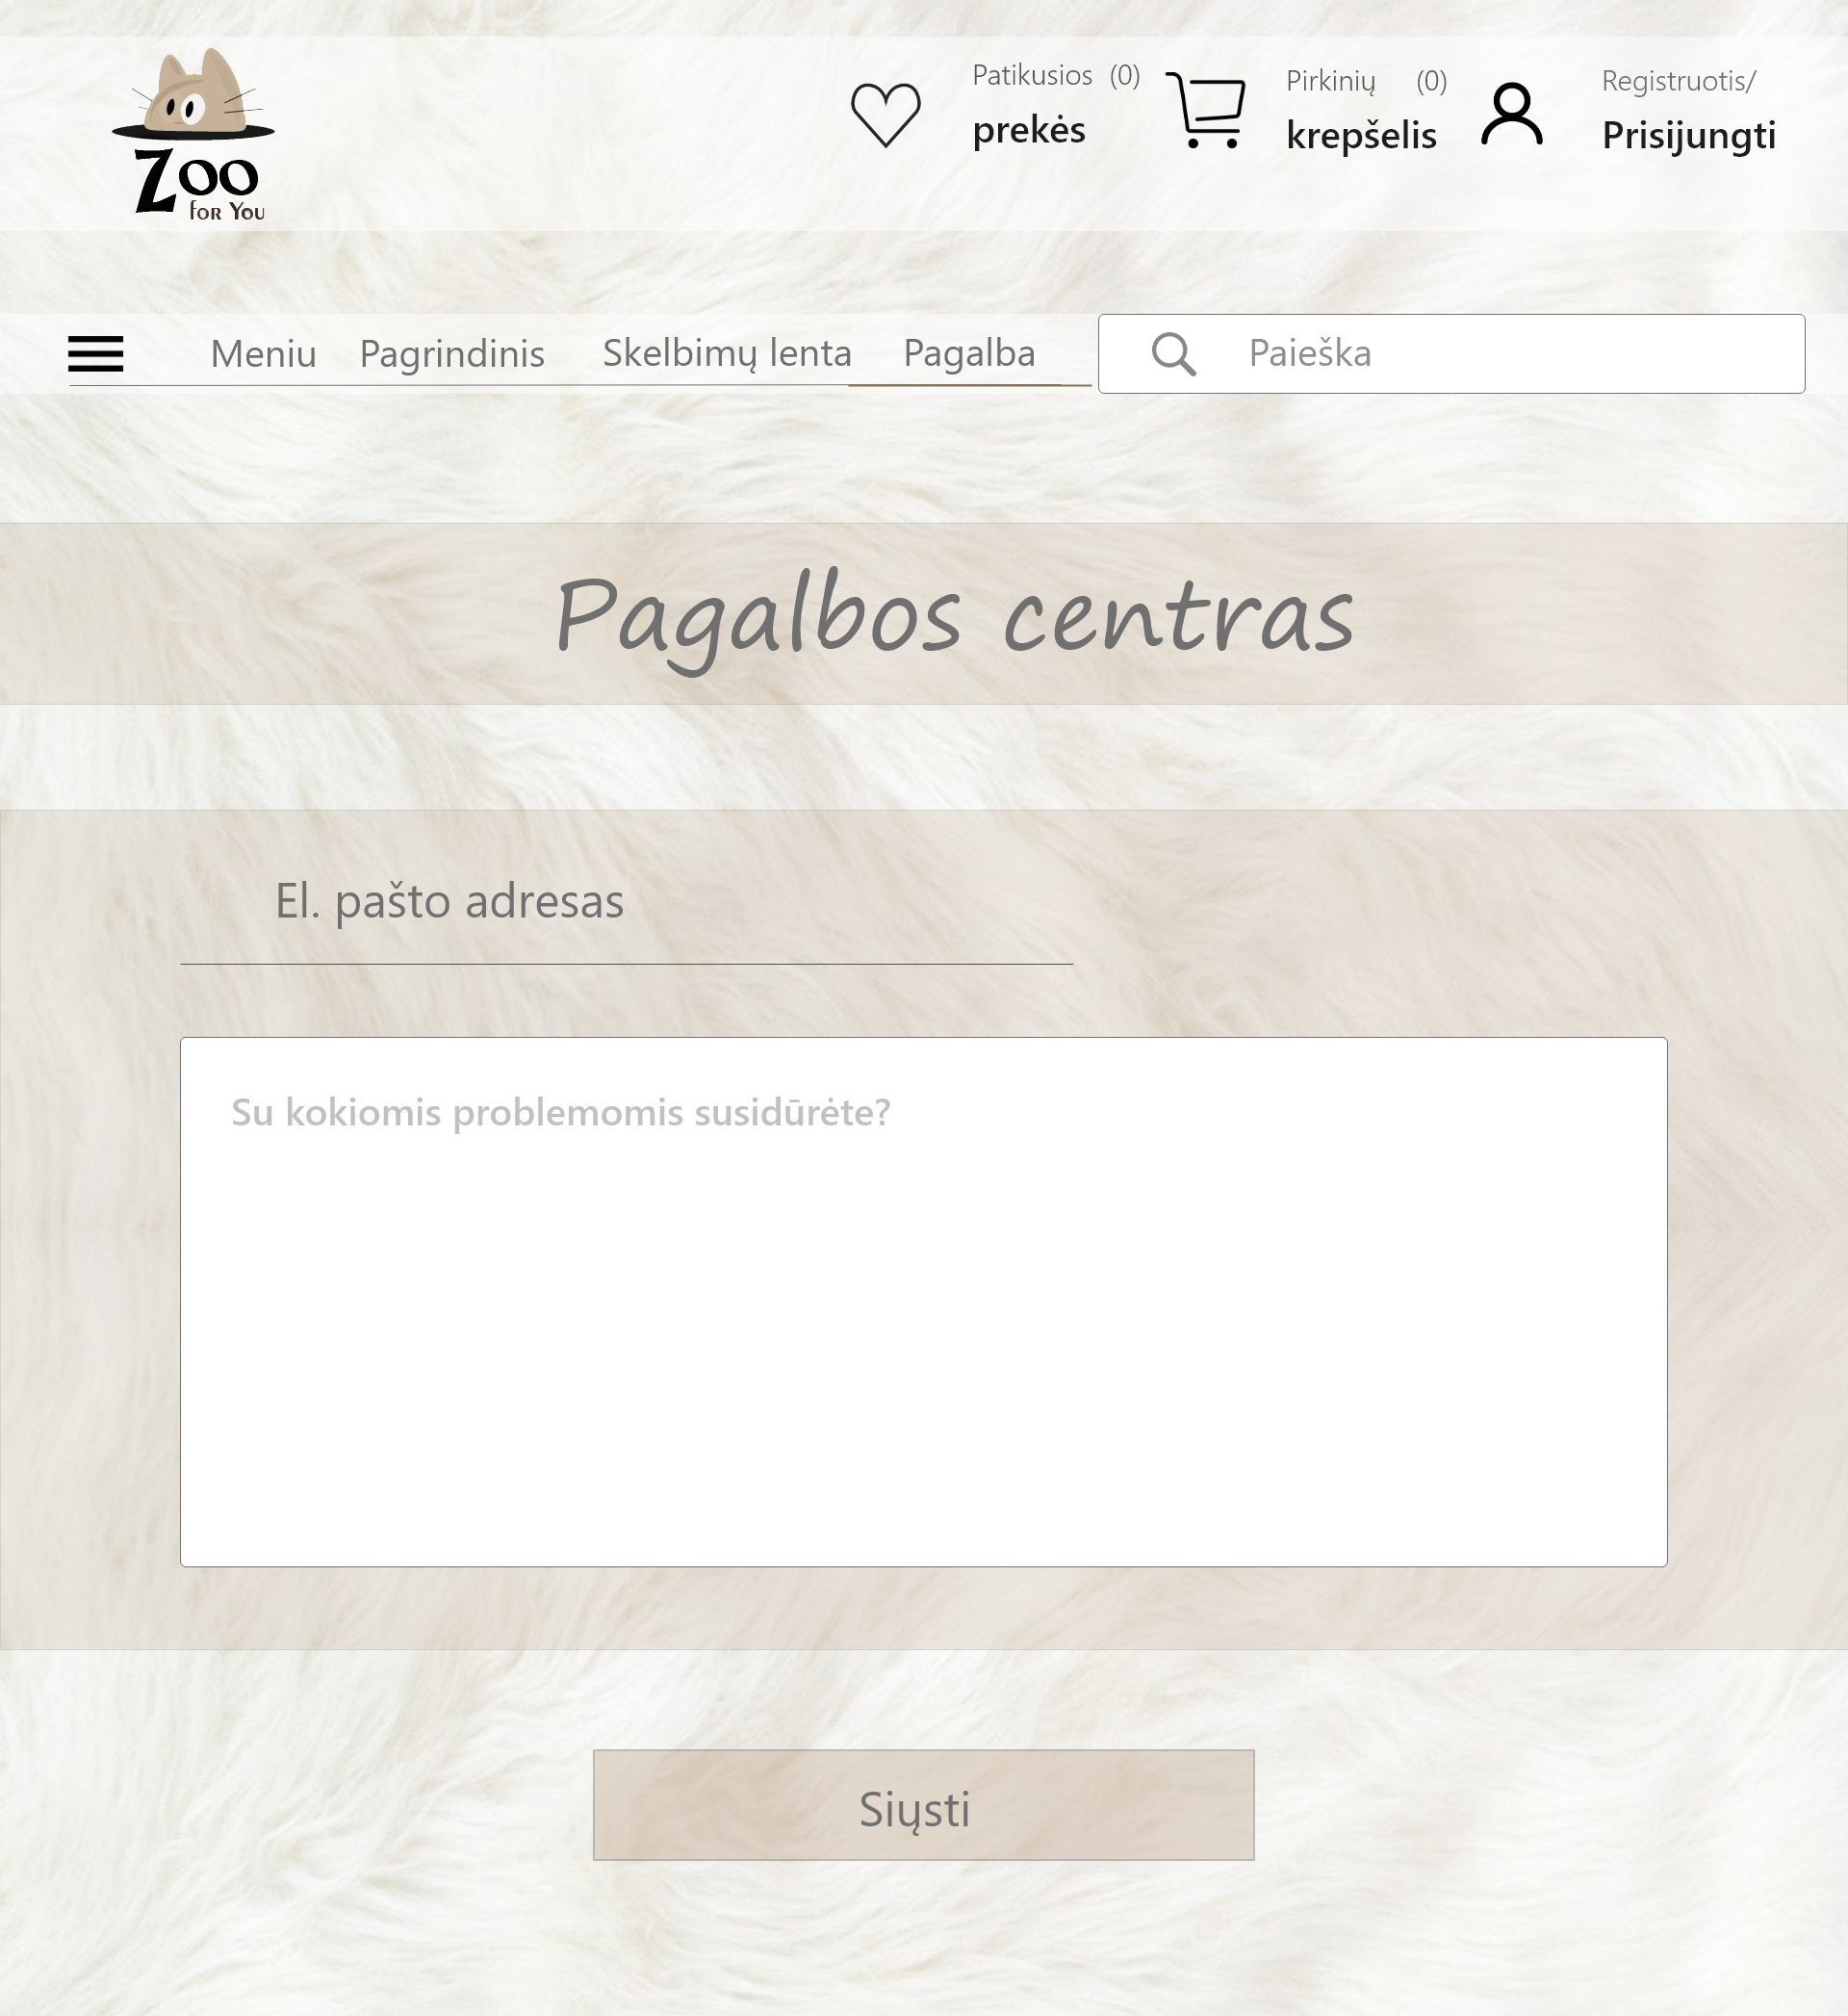 Zoo
for You
Patikusios (0)
prekės
Pirkinių (0)
krepšelis
Registruotis/
Prisijungti
Meniu Pagrindinis Skelbimų lenta Pagalba Paieška
Pagalbos centras
El. pašto adresas
Su kokiomis problemomis susidūrėte?
Siųsti